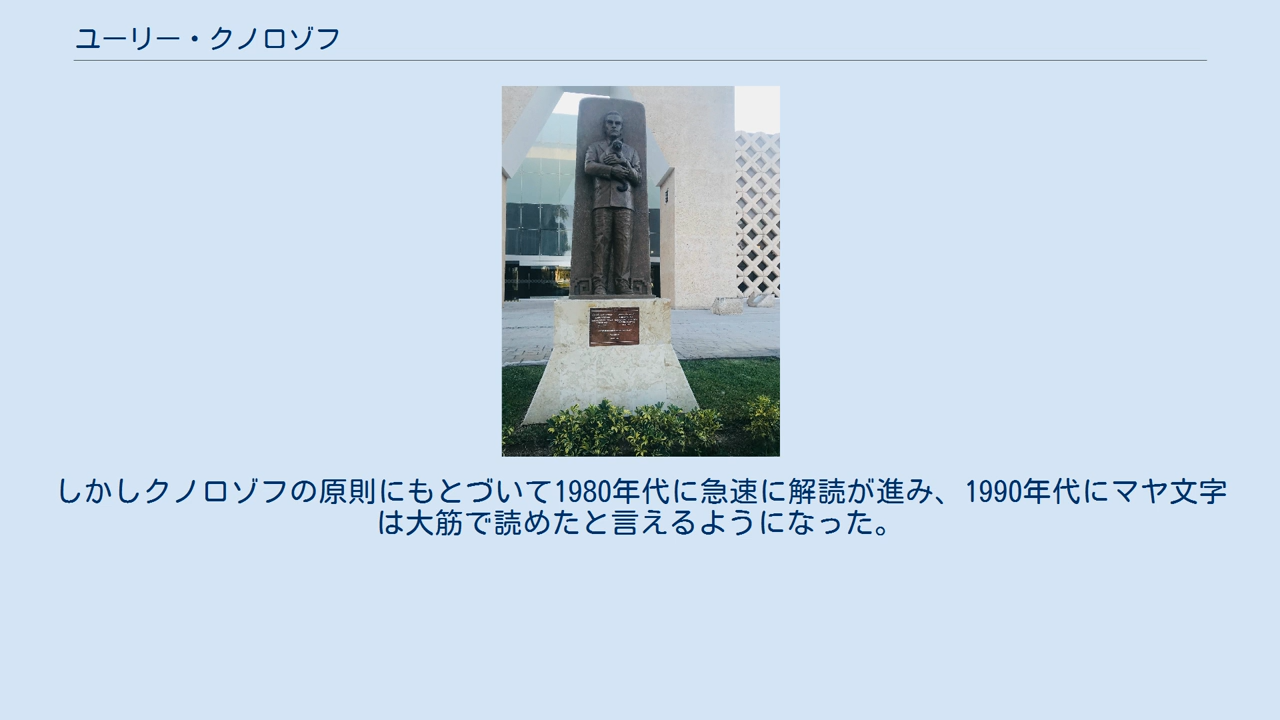 ユーリー・クノロゾフ
しかしクノロゾフの原則にもとづいて1980年代に急速に解読が進み、1990年代にマヤ文字
は大筋で読めたと言えるようになった。